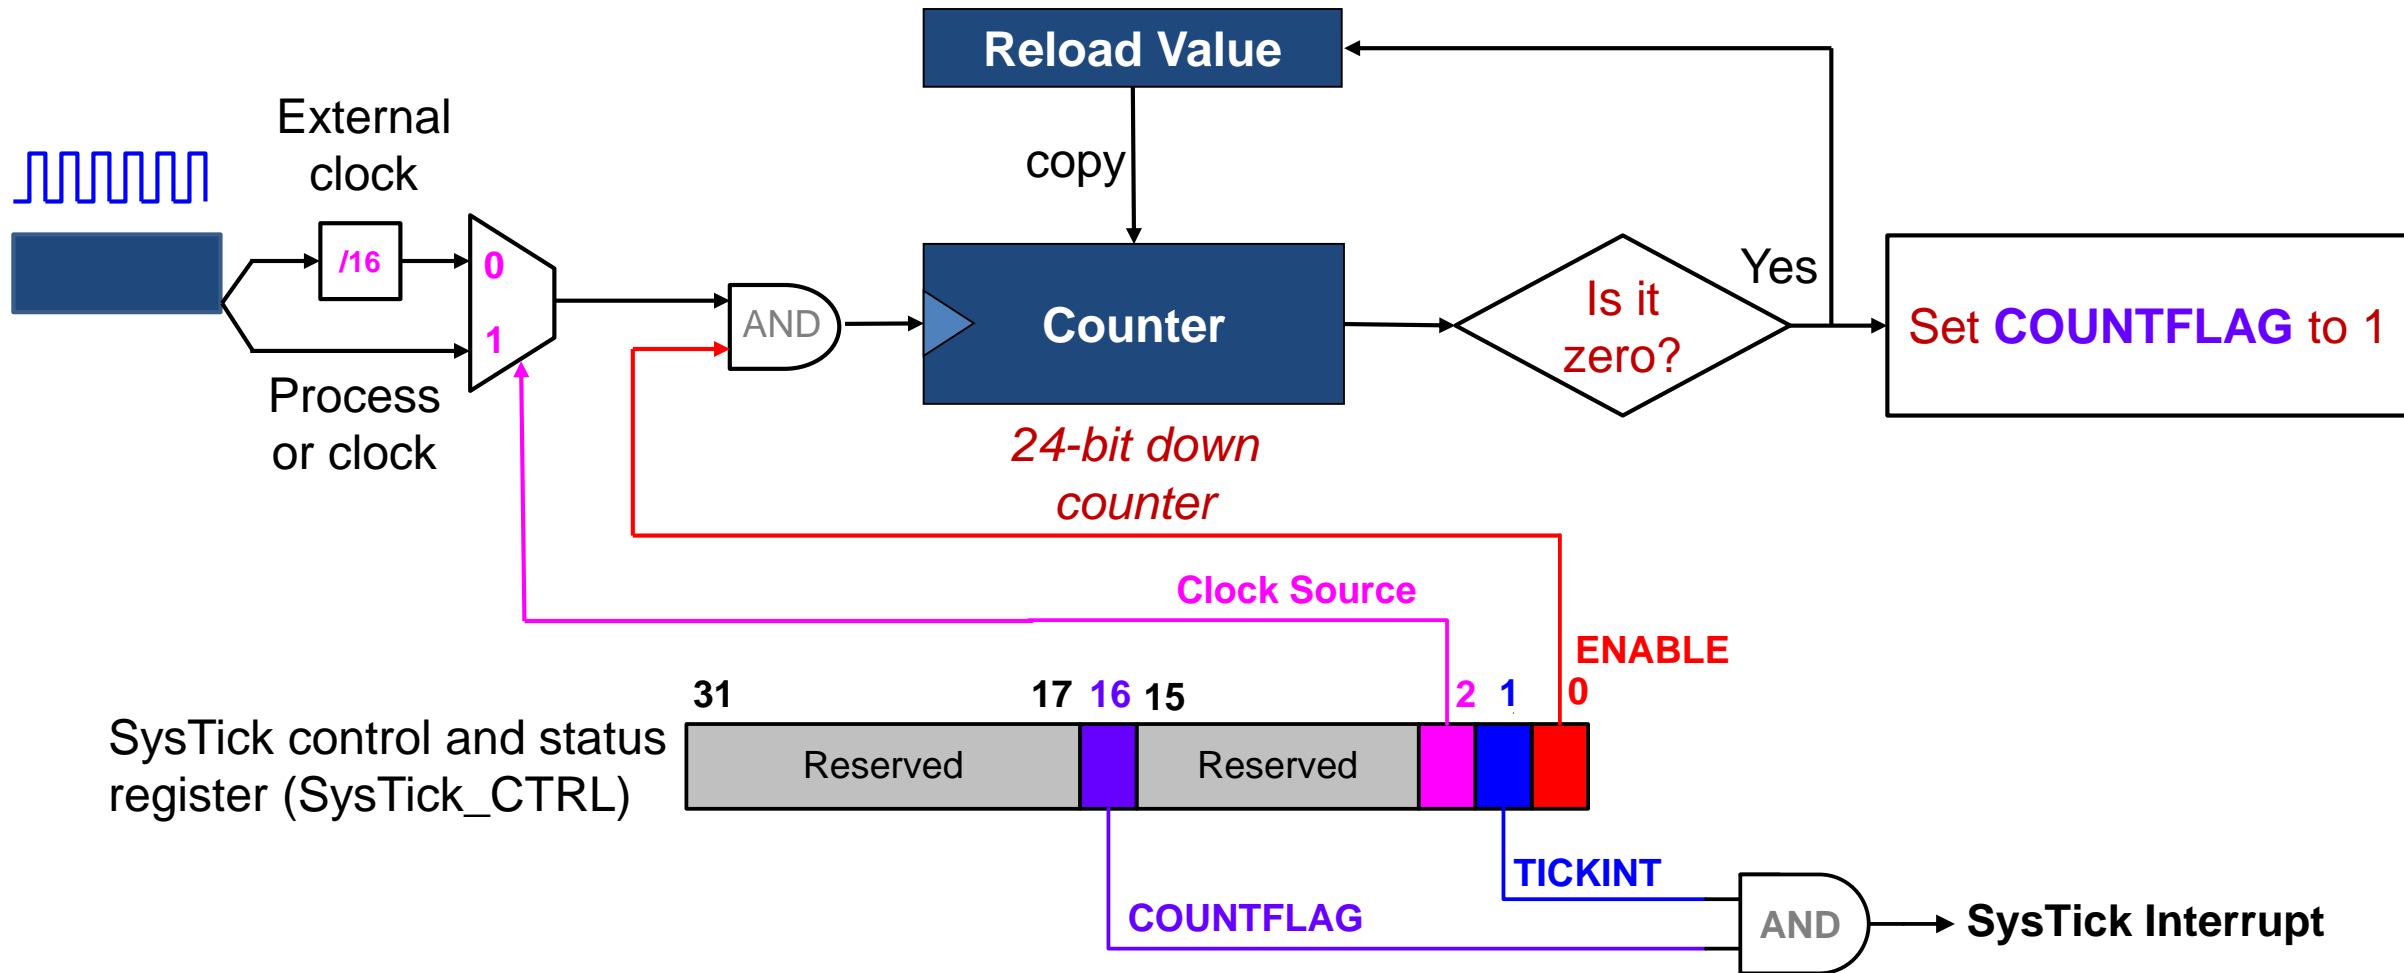 Reload Value
External
clock
copy
/16
0
1
AND
Counter
Is it
zero?
Yes
Set COUNTFLAG to 1
Process
or clock
24-bit down
counter
Clock Source
ENABLE
31 17 16 15 2 1 0
SysTick control and status
register (SysTick_CTRL)
Reserved
Reserved
TICKINT
COUNTFLAG
AND
SysTick Interrupt